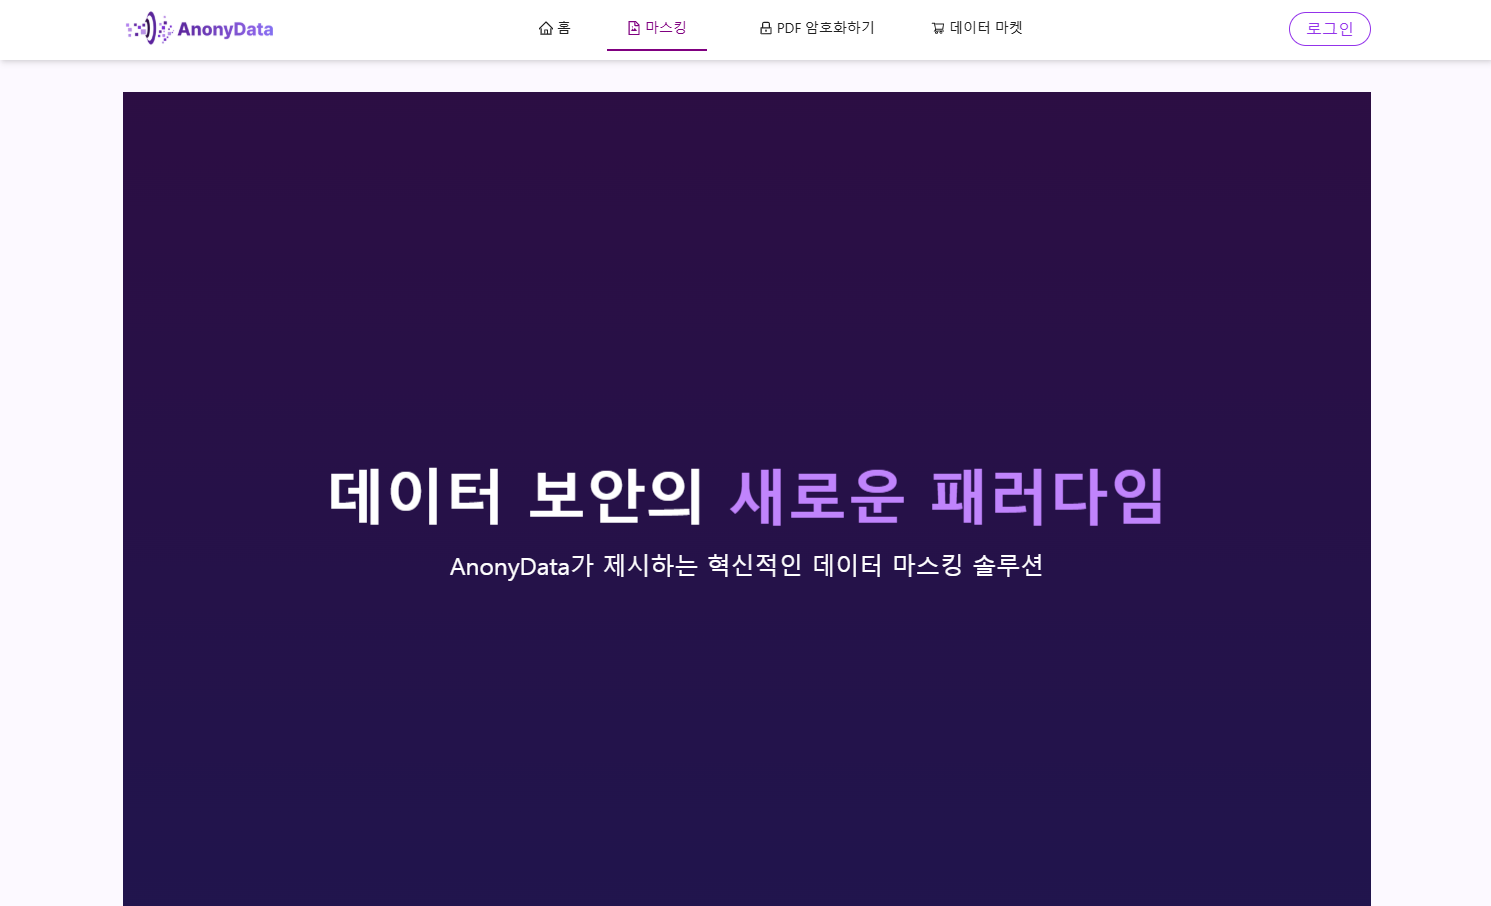 AnonyData
홈
마스킹
PDF 암호화하기
데이터 마켓
로그인
데이터 보안의 새로운 패러다임
AnonyData가 제시하는 혁신적인 데이터 마스킹 솔루션